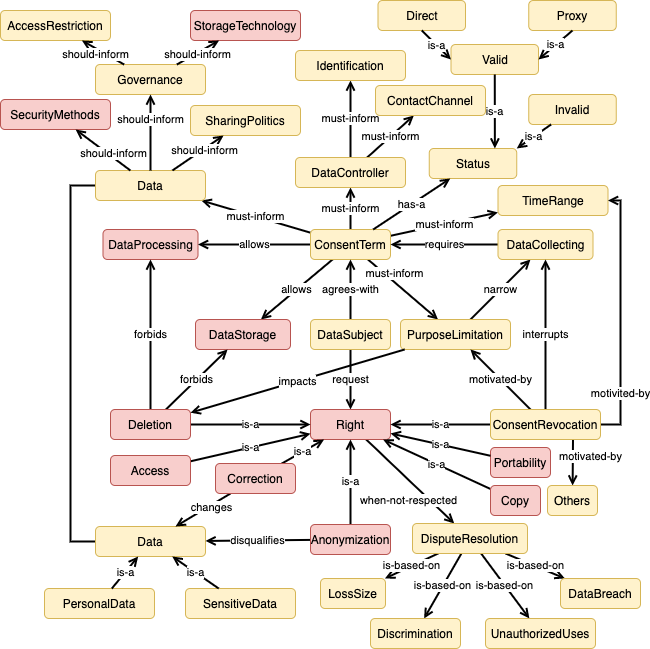 Direct
Proxy
AccessRestriction
StorageTechnology
is-a
is-a
should-inform
should-inform
Valid
Identification
Governance
ContactChannel
SecurityMethods
SharingPolitics
should-inform
must-inform
is-a
Invalid
must-inform
is-a
should-inform
should-inform
Status
DataController
Data
TimeRange
has-a
must-inform
must-inform
must-inform
DataProcessing
allows
ConsentTerm
requires
DataCollecting
must-inform
allows
agrees-with
narrow
forbids
DataStorage
DataSubject
PurposeLimitation
interrupts
forbids
impacts
request
motivated-by
motivited-by
Deletion
is-a
Right
is-a
ConsentRevocation
is-a
is-a
is-a
is-a
motivated-by
Access
Portability
Correction
is-a
when-not-respected
Copy
Others
changes
Data
disqualifies
Anonymization
DisputeResolution
is-a
is-a
is-based-on
is-based-on
is-based-on
is-based-on
PersonalData
SensitiveData
LossSize
DataBreach
Discrimination
UnauthorizedUses